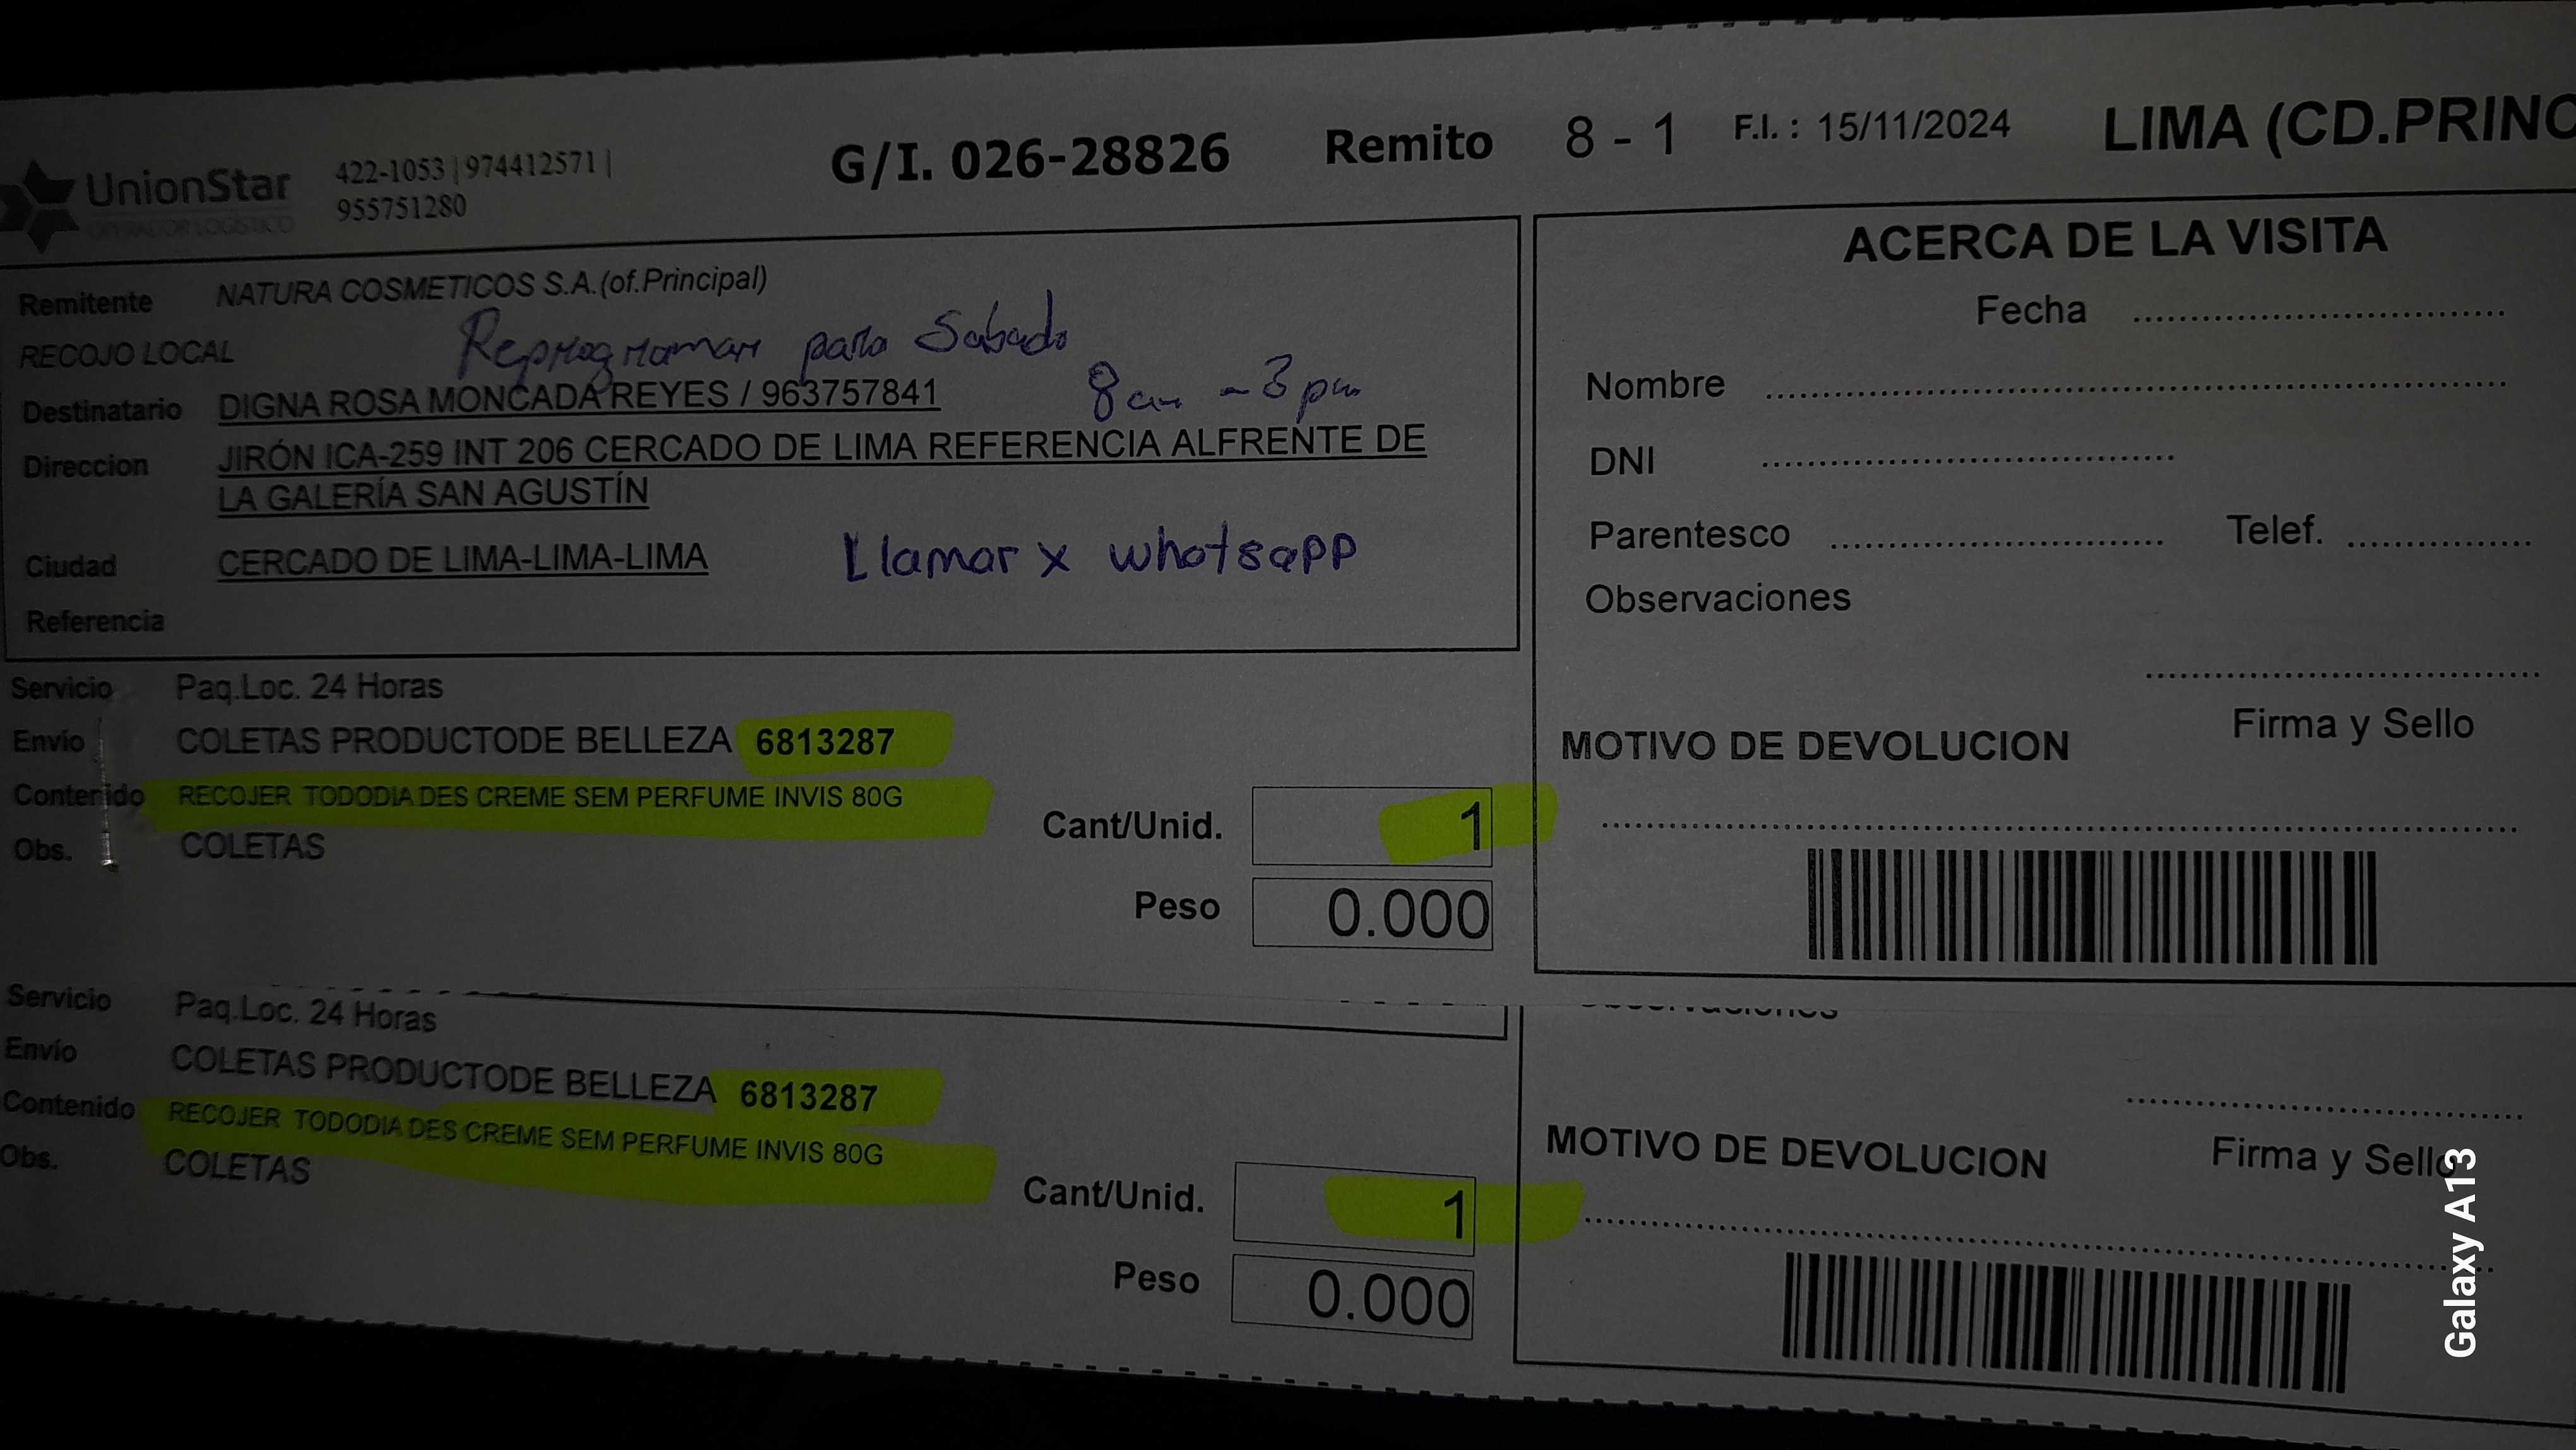 UnionStar
OPERADOR LOGISTICO
422-1053 | 974412571 |
955751280
G/I. 026-28826 Remito 8 - 1 F.I. : 15/11/2024 LIMA (CD.PRINC
Remitente NATURA COSMETICOS S.A.(of.Principal)
Reprogramar para Sabado
RECOJO LOCAL
8 am - 3 pm
Destinatario DIGNA ROSA MONCADA REYES / 963757841
Direccion JIRÓN ICA-259 INT 206 CERCADO DE LIMA REFERENCIA ALFRENTE DE
LA GALERÍA SAN AGUSTÍN
Ciudad CERCADO DE LIMA-LIMA-LIMA
Llamar x whatsapp
Referencia
ACERCA DE LA VISITA
Fecha
Nombre
DNI
Parentesco Telef.
Observaciones
Firma y Sello
MOTIVO DE DEVOLUCION
Servicio Paq.Loc. 24 Horas
Envío COLETAS PRODUCTODE BELLEZA 6813287
Contenido RECOJER TODODIA DES CREME SEM PERFUME INVIS 80G
Obs. COLETAS
Cant/Unid. 1
Peso 0.000
Servicio Paq.Loc. 24 Horas
Envío COLETAS PRODUCTODE BELLEZA 6813287
Contenido RECOJER TODODIA DES CREME SEM PERFUME INVIS 80G
Obs. COLETAS
Cant/Unid. 1
Peso 0.000
Observaciones
Firma y Sello
MOTIVO DE DEVOLUCION
Galaxy A13